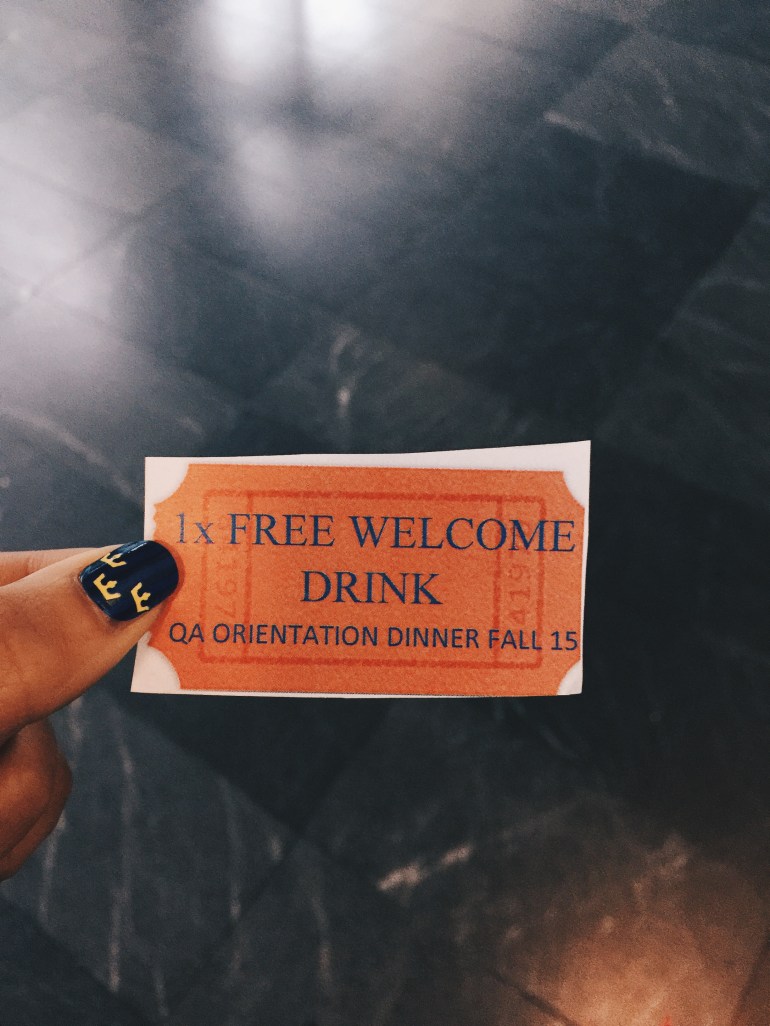 1x FREE WELCOME
DRINK
QA ORIENTATION DINNER FALL 15